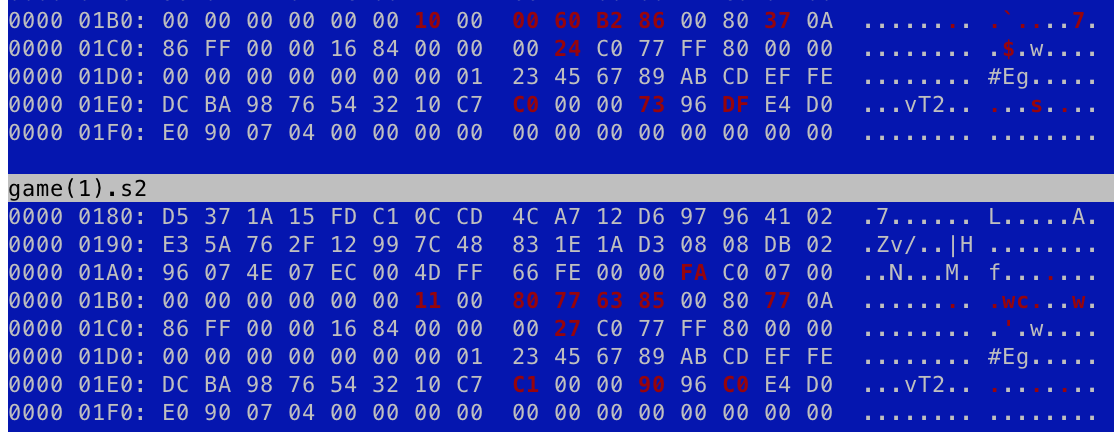 0000 01B0: 00 00 00 00 00 00 10 00  00 60 B2 86 00 80 37 0A  ........ .`....7.
0000 01C0: 86 FF 00 00 16 84 00 00  00 24 C0 77 FF 80 00 00  ........ .$.w....
0000 01D0: 00 00 00 00 00 00 00 01  23 45 67 89 AB CD EF FE  ........ #Eg.....
0000 01E0: DC BA 98 76 54 32 10 C7  C0 00 00 73 96 DF E4 D0  ...vT2.. ...s....
0000 01F0: E0 90 07 04 00 00 00 00  00 00 00 00 00 00 00 00  ........ ........
game(1).s2
0000 0180: D5 37 1A 15 FD C1 0C CD  4C A7 12 D6 97 96 41 02  .7...... L.....A.
0000 0190: E3 5A 76 2F 12 99 7C 48  83 1E 1A D3 08 08 DB 02  .Zv/..|H ........
0000 01A0: 96 07 4E 07 EC 00 4D FF  66 FE 00 00 FA C0 07 00  ..N...M. f.......
0000 01B0: 00 00 00 00 00 00 11 00  80 77 63 85 00 80 77 0A  ........ .wc...w.
0000 01C0: 86 FF 00 00 16 84 00 00  00 27 C0 77 FF 80 00 00  ........ .'.w....
0000 01D0: 00 00 00 00 00 00 00 01  23 45 67 89 AB CD EF FE  ........ #Eg.....
0000 01E0: DC BA 98 76 54 32 10 C7  C1 00 00 90 96 C0 E4 D0  ...vT2.. ........
0000 01F0: E0 90 07 04 00 00 00 00  00 00 00 00 00 00 00 00  ........ ........